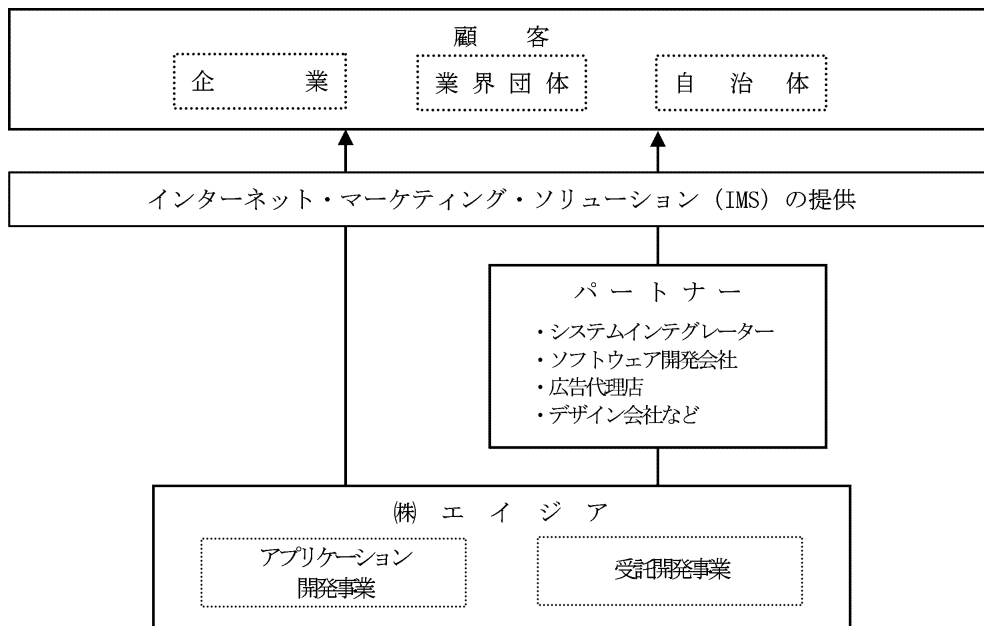 顧客
企業
業界団体
自治体
インターネット・マーケティング・ソリューション（IMS）の提供
パートナー
・システムインテグレーター
・ソフトウェア開発会社
・広告代理店
・デザイン会社など
㈱エイジア
アプリケーション
開発事業
受託開発事業